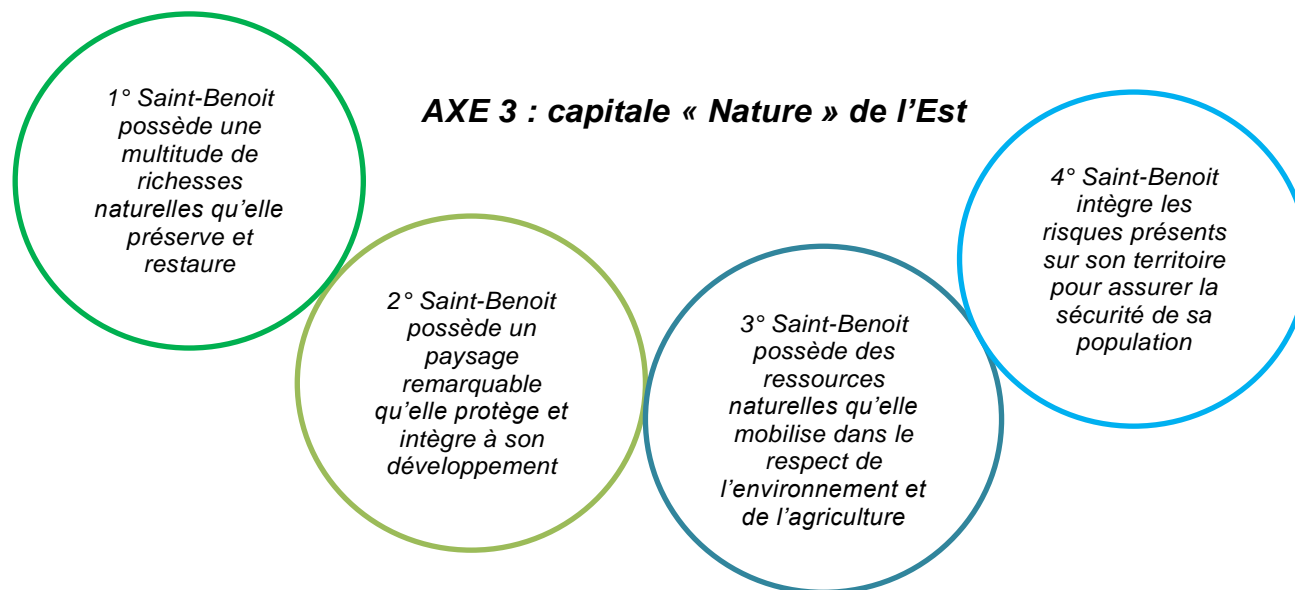 AXE 3 : capitale « Nature » de l’Est
1° Saint-Benoit
possède une
multitude de
richesses
naturelles qu’elle
préserve et
restaure
2° Saint-Benoit
possède un
paysage
remarquable
qu’elle protège et
intègre à son
développement
3° Saint-Benoit
possède des
ressources
naturelles qu’elle
mobilise dans le
respect de
l’environnement et
de l’agriculture
4° Saint-Benoit
intègre les
risques présents
sur son territoire
pour assurer la
sécurité de sa
population